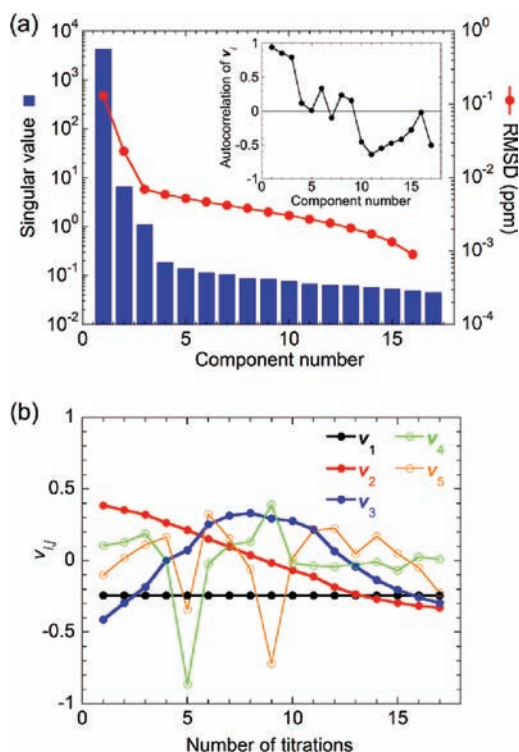 (a)
10^4
10^3
10^2
10^1
10^0
10^-1
10^-2
Singular value
10^0
10^-1
10^-2
10^-3
10^-4
RMSD (ppm)
0 5 10 15
Component number
1
0.5
0
-0.5
-1
Autocorrelation of v_i
0 5 10 15
Component number
(b)
1
0.5
0
-0.5
-1
v_i,j
v_1 v_4
v_2 v_5
v_3
0 5 10 15
Number of titrations